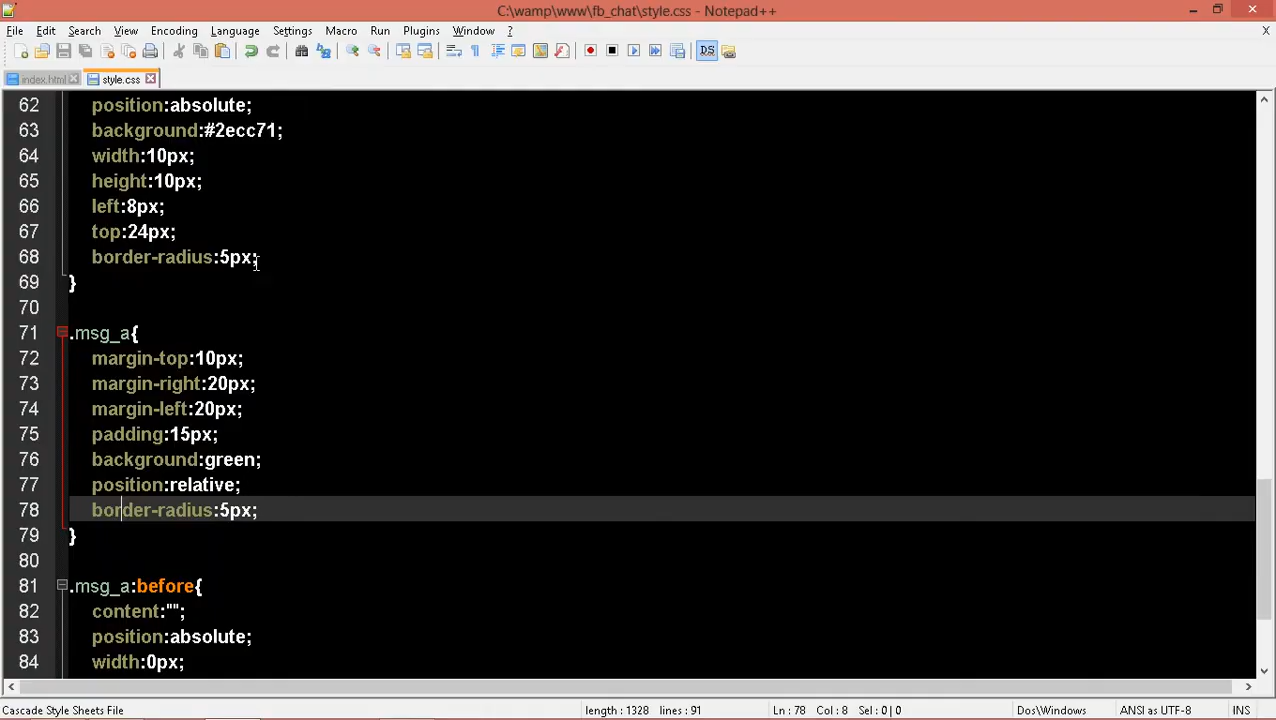 C:\wamp\www\fb_chat\style.css - Notepad++
File Edit Search View Encoding Language Settings Macro Run Plugins Window ? X
DS
index.html style.css
62 position:absolute;
63 background:#2ecc71;
64 width:10px;
65 height:10px;
66 left:8px;
67 top:24px;
68 border-radius:5px;
69 }
70
71 .msg_a{
72 margin-top:10px;
73 margin-right:20px;
74 margin-left:20px;
75 padding:15px;
76 background:green;
77 position:relative;
78 border-radius:5px;
79 }
80
81 .msg_a:before{
82 content:"";
83 position:absolute;
84 width:0px;
Cascade Style Sheets File length : 1328 lines : 91 Ln : 78 Col : 8 Sel : 0 | 0 Dos\Windows ANSI as UTF-8 INS